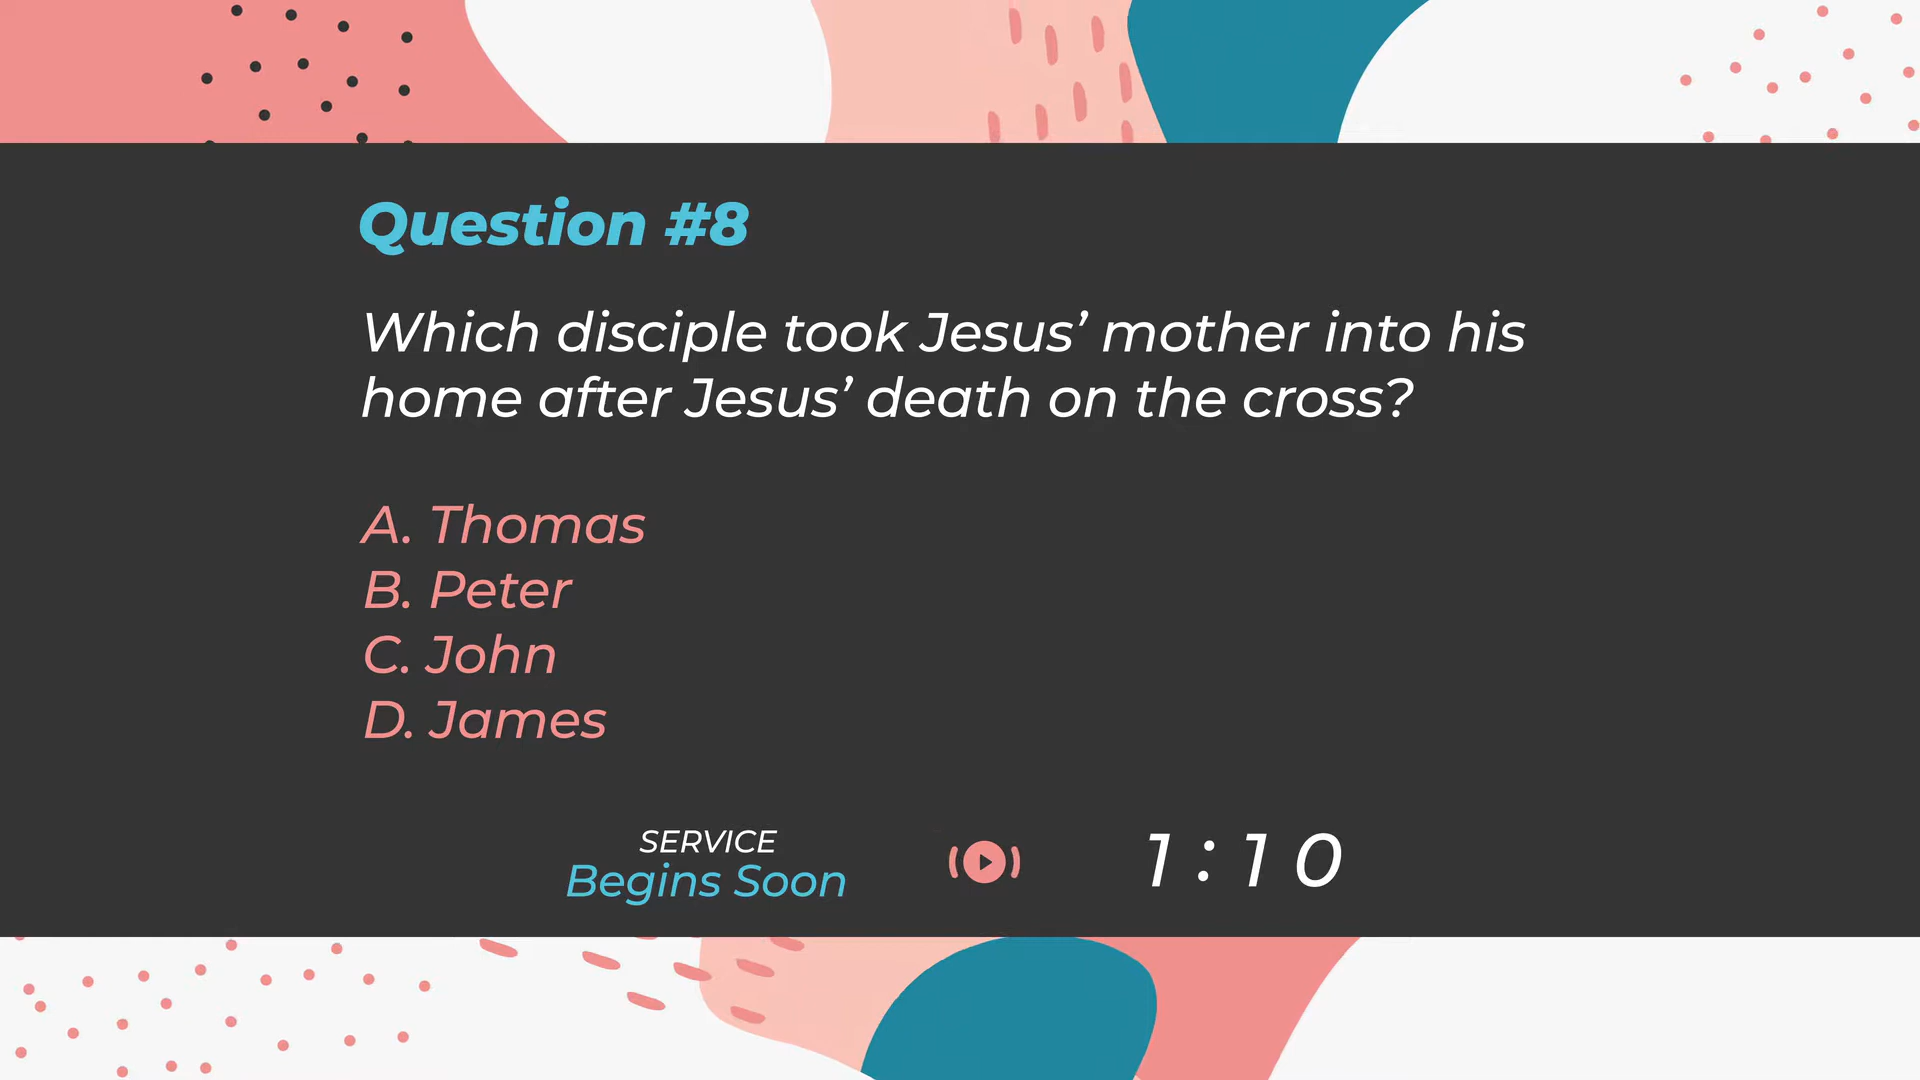 Question #8
Which disciple took Jesus’ mother into his
home after Jesus’ death on the cross?
A. Thomas
B. Peter
C. John
D. James
SERVICE
Begins Soon
1:10